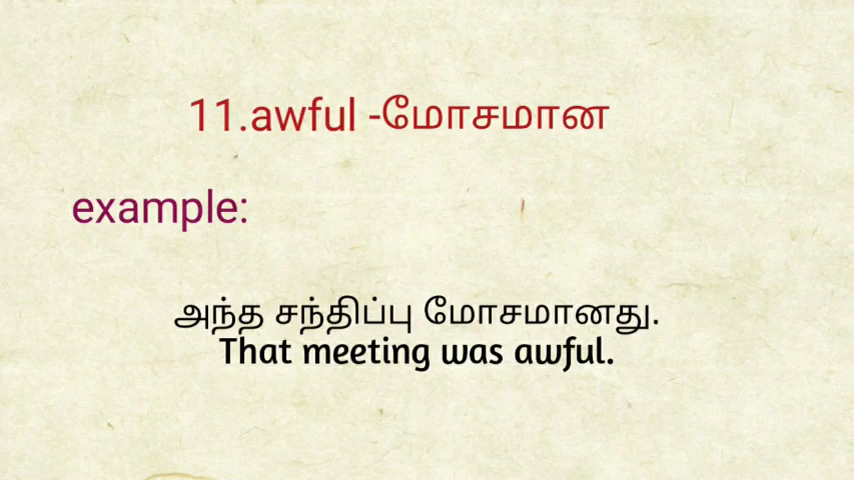 11.awful -மோசமான
example:
அந்த சந்திப்பு மோசமானது.
That meeting was awful.